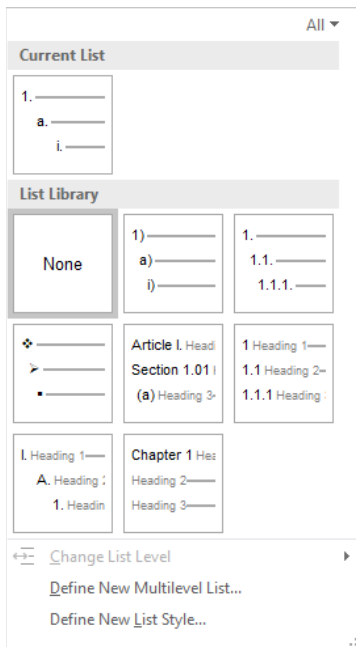 All
Current List
1.
a.
i.
List Library
None
1)
a)
i)
1.
1.1.
1.1.1.
Article I. Headi
Section 1.01
(a) Heading 3
1 Heading 1
1.1 Heading 2
1.1.1 Heading
I. Heading 1
A. Heading
1. Headin
Chapter 1 Hea
Heading 2
Heading 3
Change List Level
Define New Multilevel List...
Define New List Style...